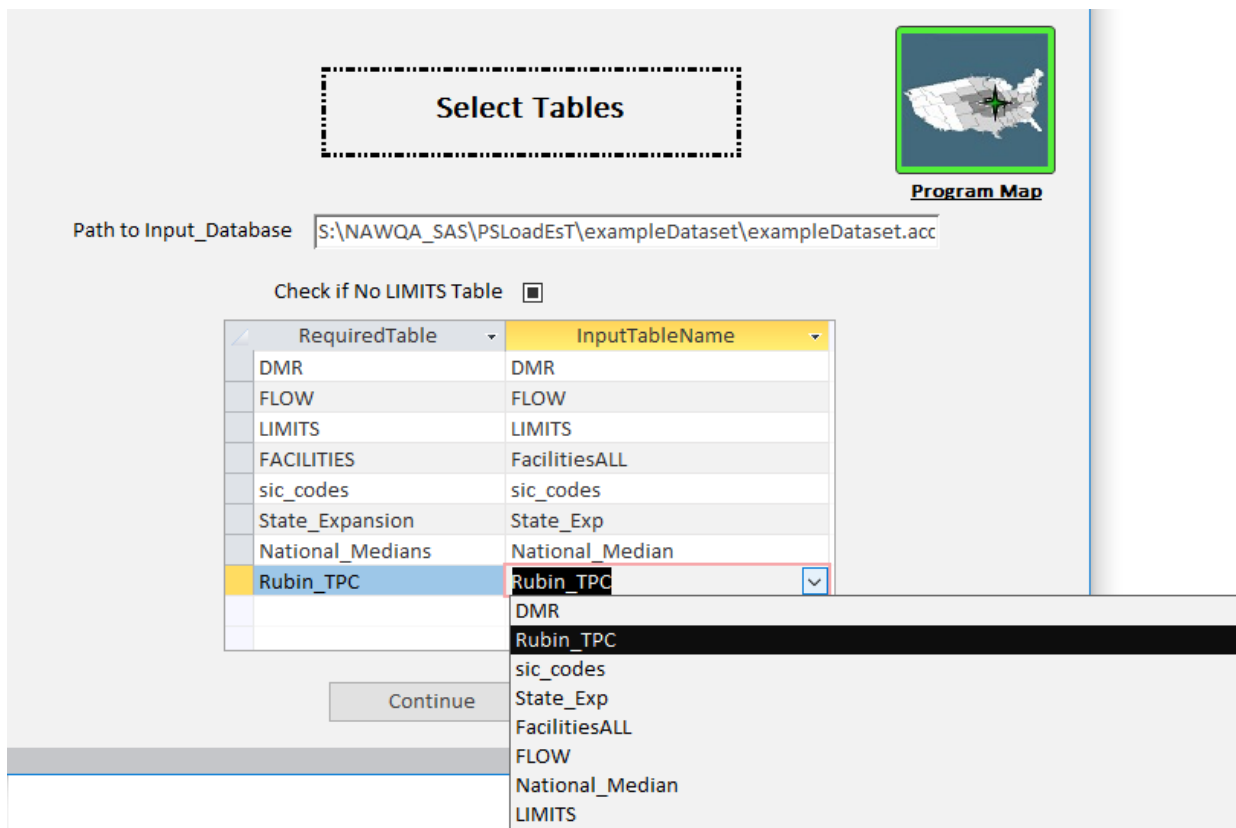 Select Tables
Program Map
Path to Input_Database S:\NAWQA_SAS\PSLoadEsT\exampleDataset\exampleDataset.acc
Check if No LIMITS Table
RequiredTable InputTableName
DMR DMR
FLOW FLOW
LIMITS LIMITS
FACILITIES FacilitiesALL
sic_codes sic_codes
State_Expansion State_Exp
National_Medians National_Median
Rubin_TPC Rubin_TPC
DMR
Rubin_TPC
sic_codes
Continue State_Exp
FacilitiesALL
FLOW
National_Median
LIMITS